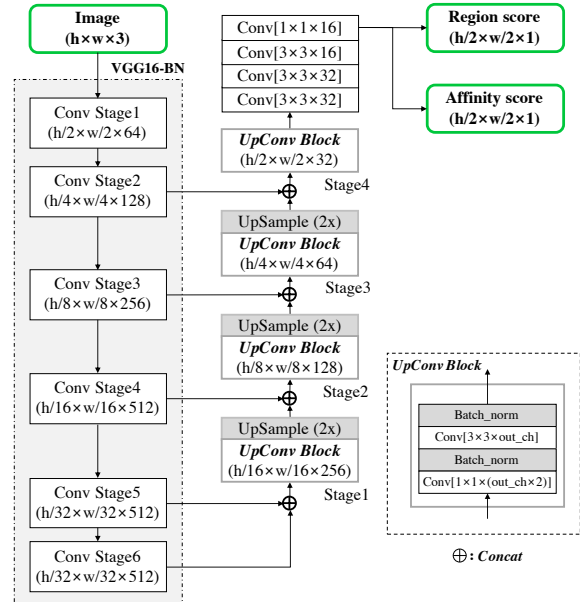 Image
(h×w×3)
VGG16-BN
Conv Stage1
(h/2×w/2×64)
Conv Stage2
(h/4×w/4×128)
Conv Stage3
(h/8×w/8×256)
Conv Stage4
(h/16×w/16×512)
Conv Stage5
(h/32×w/32×512)
Conv Stage6
(h/32×w/32×512)
Conv[1×1×16]
Conv[3×3×16]
Conv[3×3×32]
Conv[3×3×32]
UpConv Block
(h/2×w/2×32)
Stage4
UpSample (2x)
UpConv Block
(h/4×w/4×64)
Stage3
UpSample (2x)
UpConv Block
(h/8×w/8×128)
Stage2
UpSample (2x)
UpConv Block
(h/16×w/16×256)
Stage1
Region score
(h/2×w/2×1)
Affinity score
(h/2×w/2×1)
UpConv Block
Batch_norm
Conv[3×3×out_ch]
Batch_norm
Conv[1×1×(out_ch×2)]
⊕: Concat